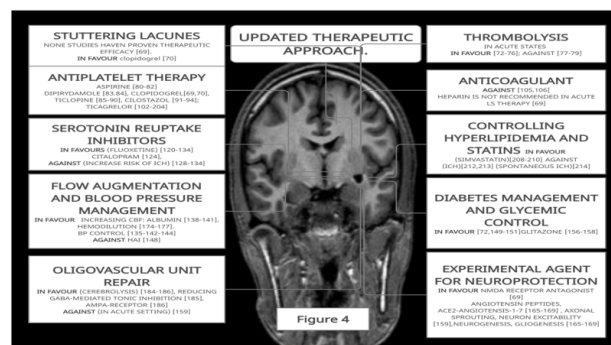 STUTTERING LACUNES
NONE STUDIES HAVEN PROVEN THERAPEUTIC
EFFICACY [69].
IN FAVOUR clopidogrel [70]
ANTIPLATELET THERAPY
ASPIRINE [80-82]
DIPIRYDAMOLE [83,84], CLOPIDOGREL[69,70],
TICLOPINE [85-90], CILOSTAZOL [91-94];
TICAGRELOR [102-204]
SEROTONIN REUPTAKE
INHIBITORS
IN FAVOURS (FLUOXETINE) [120-134]
CITALOPRAM [124],
AGAINST (INCREASE RISK OF ICH) [128-134]
FLOW AUGMENTATION
AND BLOOD PRESSURE
MANAGEMENT
IN FAVOUR INCREASING CBF: ALBUMIN [138-141],
HEMODILUTION [174-177].
BP CONTROL [135-142-144]
AGAINST HAI [148]
OLIGOVASCULAR UNIT
REPAIR
IN FAVOUR (CEREBROLYSIS) [184-186], REDUCING
GABA-MEDIATED TONIC INHIBITION [185],
AMPA-RECEPTOR [186]
AGAINST (IN ACUTE SETTING) [159]
UPDATED THERAPEUTIC
APPROACH.
Figure 4
THROMBOLYSIS
IN ACUTE STATES
IN FAVOUR [72-76]; AGAINST [77-79]
ANTICOAGULANT
AGAINST [105,106]
HEPARIN IS NOT RECOMMENDED IN ACUTE
LS THERAPY [69]
CONTROLLING
HYPERLIPIDEMIA AND
STATINS IN FAVOUR
(SIMVASTATIN)[208-210] AGAINST
(ICH)[212,213] (SPONTANEOUS ICH)[214]
DIABETES MANAGEMENT
AND GLYCEMIC
CONTROL
IN FAVOUR [72,149-151]GLITAZONE [156-158]
EXPERIMENTAL AGENT
FOR NEUROPROTECTION
IN FAVOUR NMDA RECEPTOR ANTAGONIST
[69]
ANGIOTENSIN PEPTIDES,
ACE2-ANGIOTENSIS-1-7 [165-169] , AXONAL
SPROUTING, NEURON EXCITABILITY
[159],NEUROGENESIS, GLIOGENESIS [165-169]